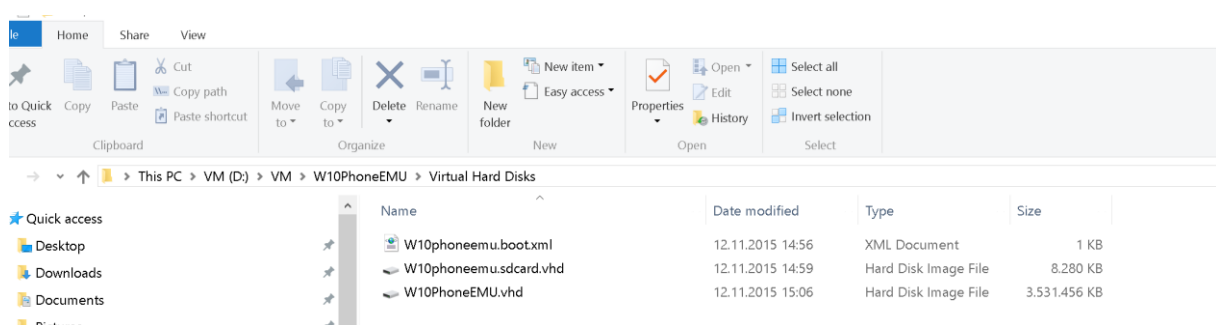 Home Share View
Cut
Copy path
Paste shortcut
to Quick Copy Paste
Move to Copy to Delete Rename
New folder
New item
Easy access
Properties
Open
Edit
History
Select all
Select none
Invert selection
Clipboard Organize New Open Select
This PC > VM (D:) > VM > W10PhoneEMU > Virtual Hard Disks
Quick access
Desktop
Downloads
Documents
Name Date modified Type Size
W10phoneemu.boot.xml 12.11.2015 14:56 XML Document 1 KB
W10phoneemu.sdcard.vhd 12.11.2015 14:59 Hard Disk Image File 8.280 KB
W10PhoneEMU.vhd 12.11.2015 15:06 Hard Disk Image File 3.531.456 KB